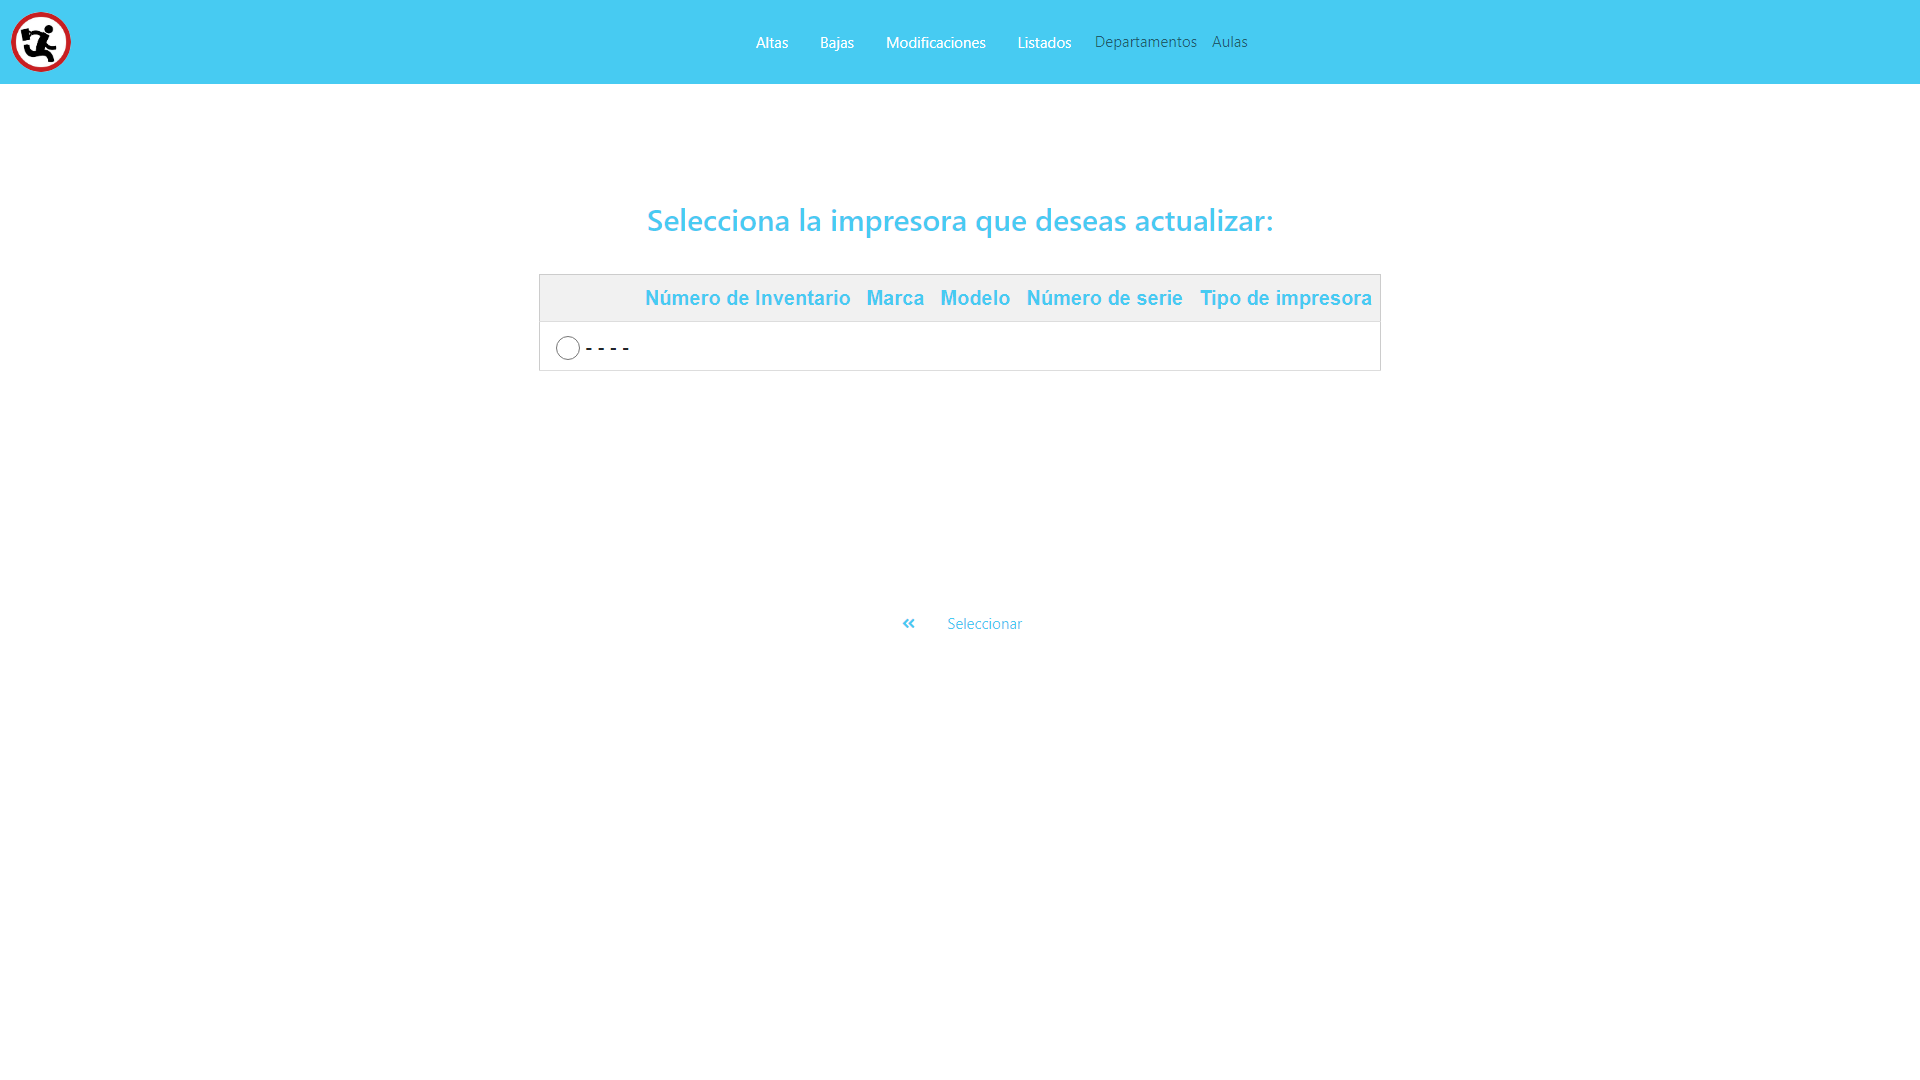 Altas Bajas Modificaciones Listados Departamentos Aulas
Selecciona la impresora que deseas actualizar:
Número de Inventario Marca Modelo Número de serie Tipo de impresora
- - - -
« Seleccionar